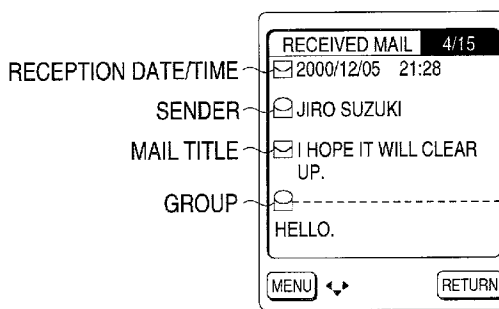 RECEIVED MAIL 4/15
RECEPTION DATE/TIME 2000/12/05 21:28
SENDER JIRO SUZUKI
MAIL TITLE I HOPE IT WILL CLEAR
UP.
GROUP
HELLO.
MENU RETURN